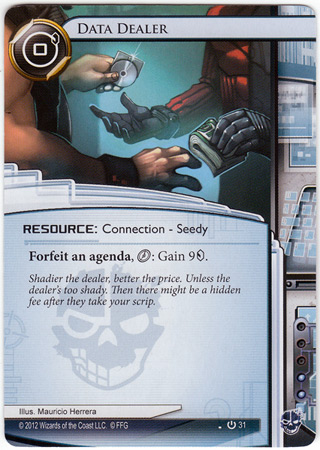 DATA DEALER
0
RESOURCE: Connection - Seedy
Forfeit an agenda, : Gain 9.
Shadier the dealer, better the price. Unless the
dealer's too shady. Then there might be a hidden
fee after they take your scrip.
Illus. Mauricio Herrera
© 2012 Wizards of the Coast LLC. © FFG
31